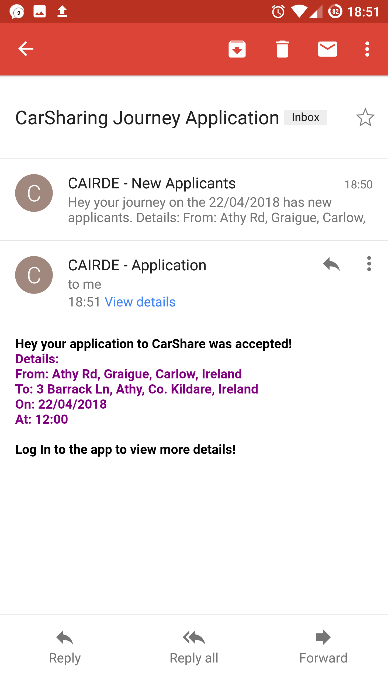 18:51
CarSharing Journey Application Inbox
C
CAIRDE - New Applicants 18:50
Hey your journey on the 22/04/2018 has new
applicants. Details: From: Athy Rd, Graigue, Carlow,
C
CAIRDE - Application
to me
18:51 View details
Hey your application to CarShare was accepted!
Details:
From: Athy Rd, Graigue, Carlow, Ireland
To: 3 Barrack Ln, Athy, Co. Kildare, Ireland
On: 22/04/2018
At: 12:00
Log In to the app to view more details!
Reply Reply all Forward